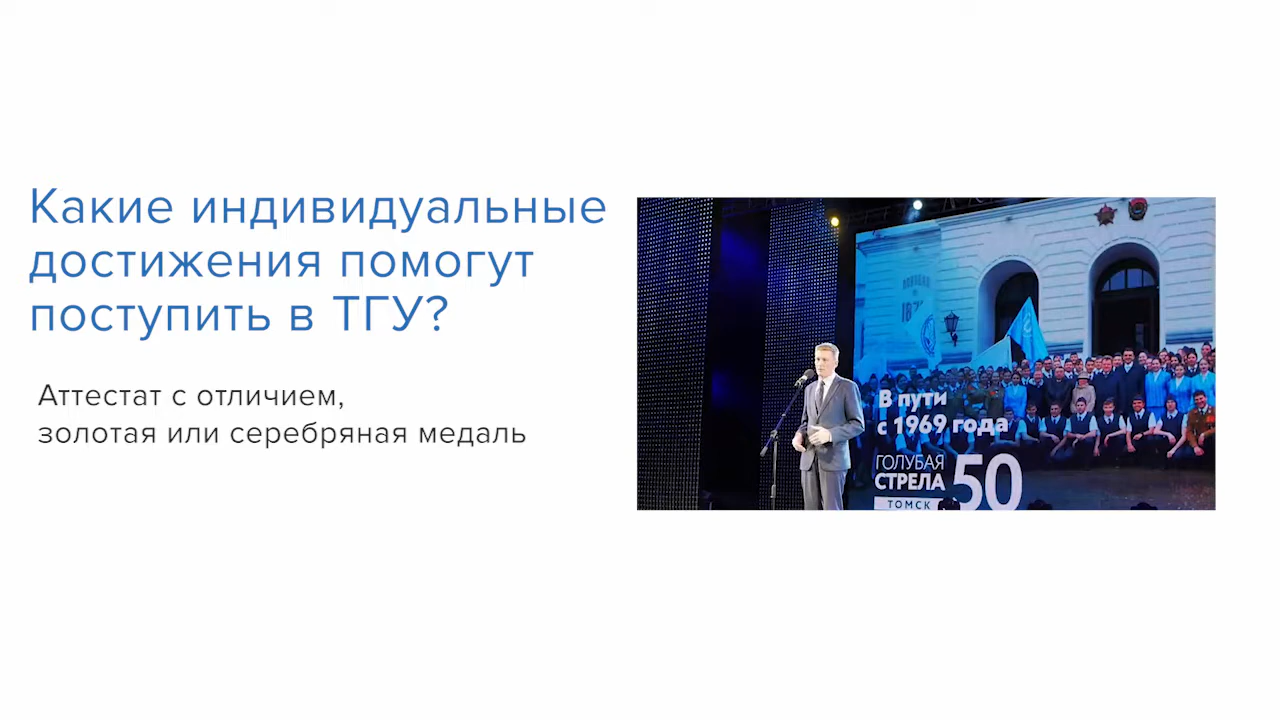 Какие индивидуальные
достижения помогут
поступить в ТГУ?
Аттестат с отличием,
золотая или серебряная медаль
В пути
с 1969 года
ГОЛУБАЯ
СТРЕЛА 50
ТОМСК